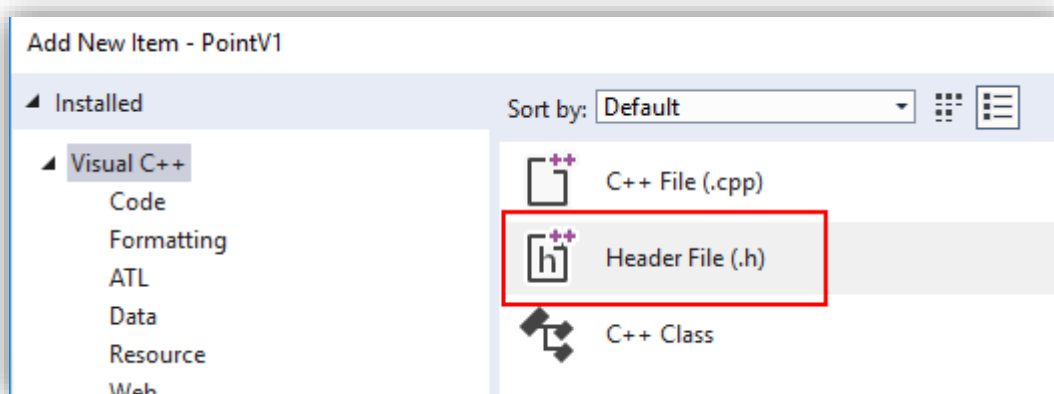 Add New Item - PointV1
Installed
Sort by: Default
Visual C++
Code
Formatting
ATL
Data
Resource
Web
++
C++ File (.cpp)
++
h
Header File (.h)
C++ Class